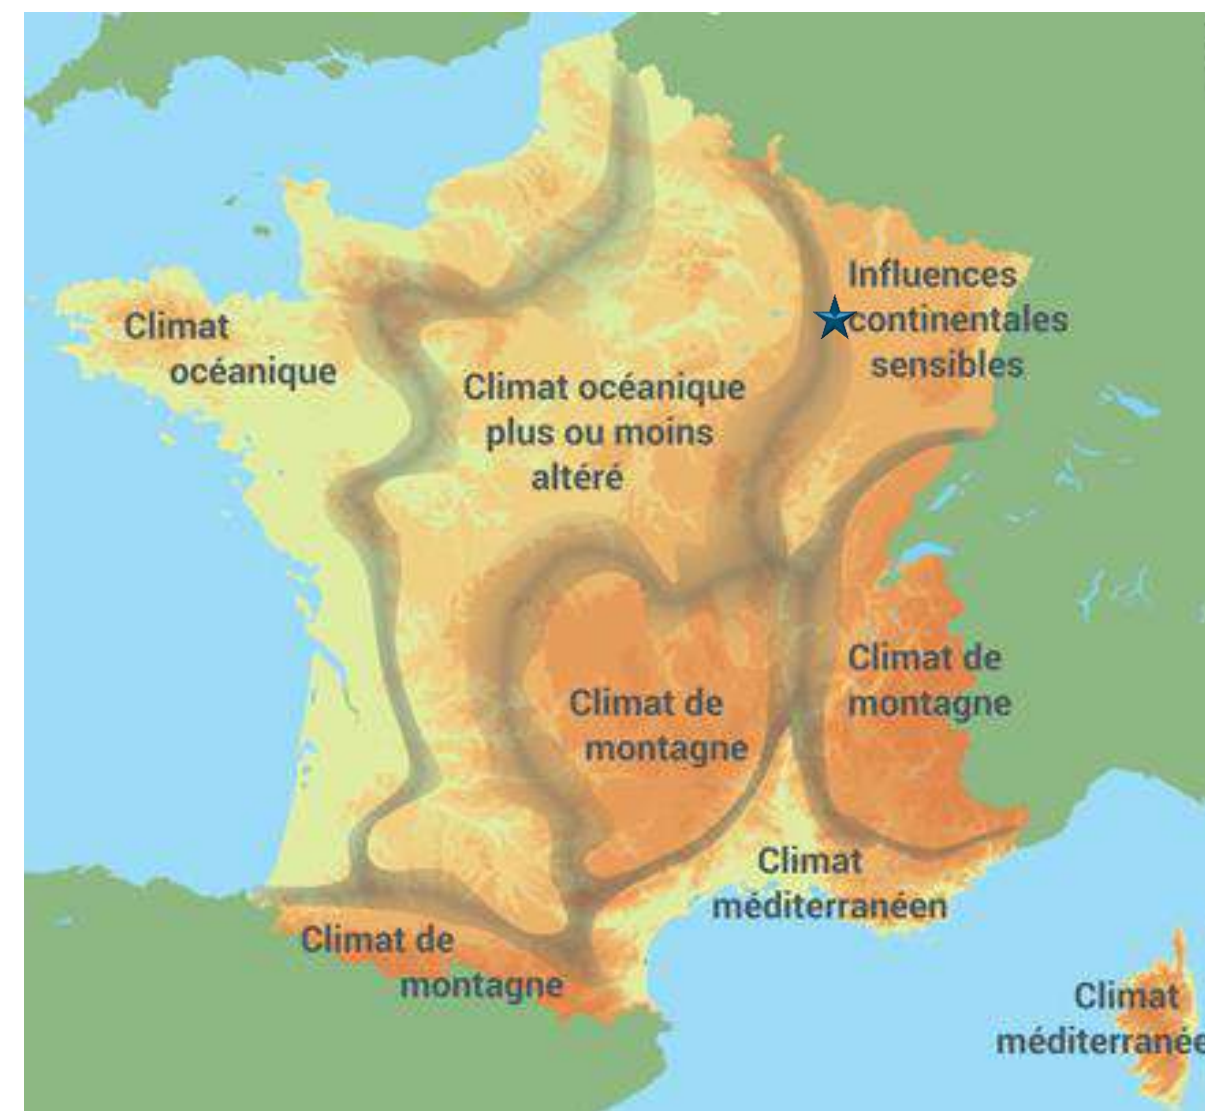 Influences
continentales
sensibles
Climat
océanique
Climat océanique
plus ou moins
altéré
Climat de
montagne
Climat de
montagne
Climat
méditerranéen
Climat de
montagne
Climat
méditerranée